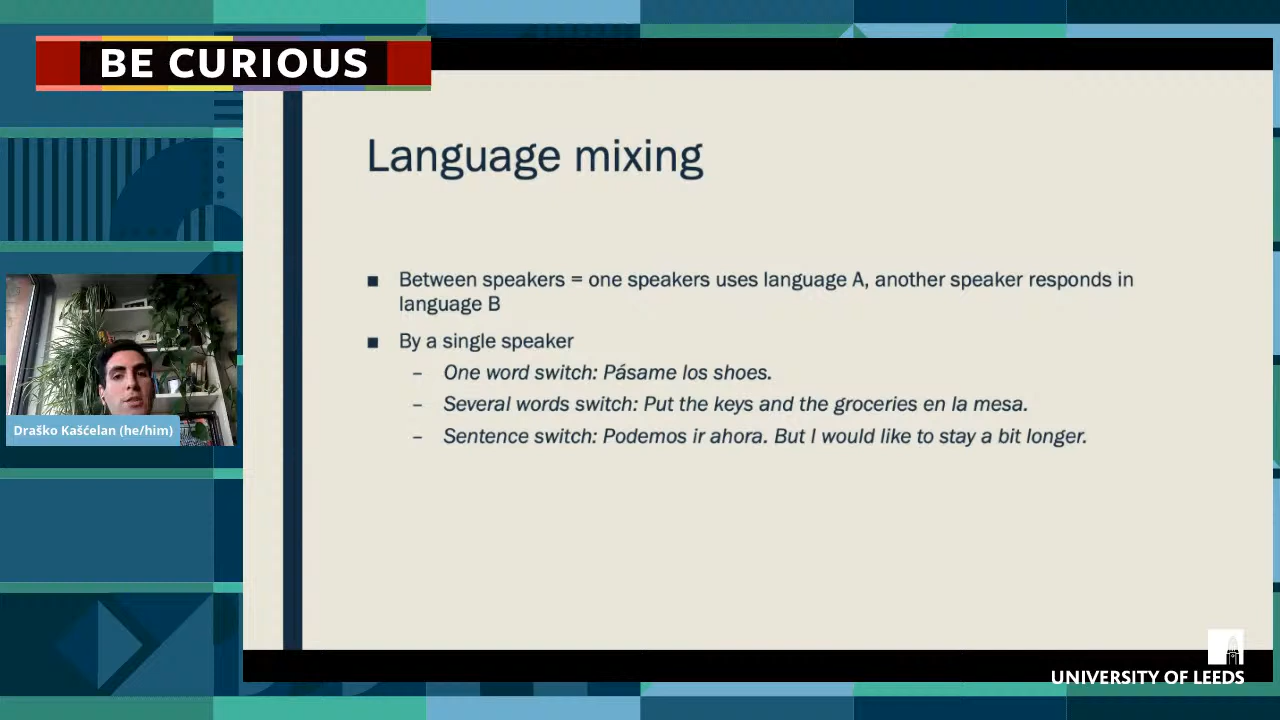 BE CURIOUS
Language mixing
■ Between speakers = one speakers uses language A, another speaker responds in
language B
■ By a single speaker
– One word switch: Pásame los shoes.
– Several words switch: Put the keys and the groceries en la mesa.
– Sentence switch: Podemos ir ahora. But I would like to stay a bit longer.
Draško Kašćelan (he/him)
UNIVERSITY OF LEEDS